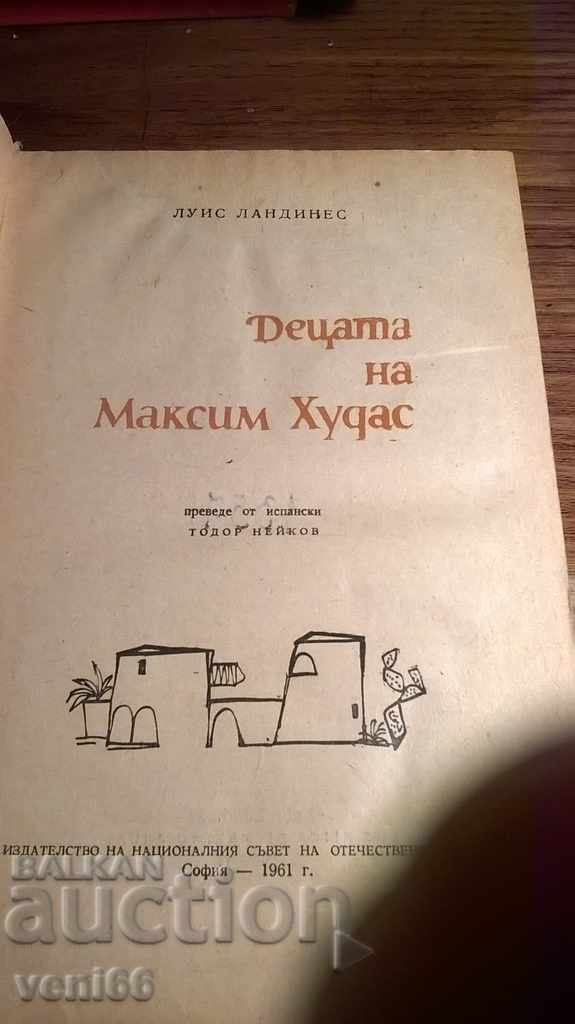 ЛУИС ЛАНДИНЕС
Децата
на
Максим Худас
преведе от испански
ТОДОР НЕЙКОВ
ИЗДАТЕЛСТВО НА НАЦИОНАЛНИЯ СЪВЕТ НА
София — 1961 г.
BALKAN
auction
veni66